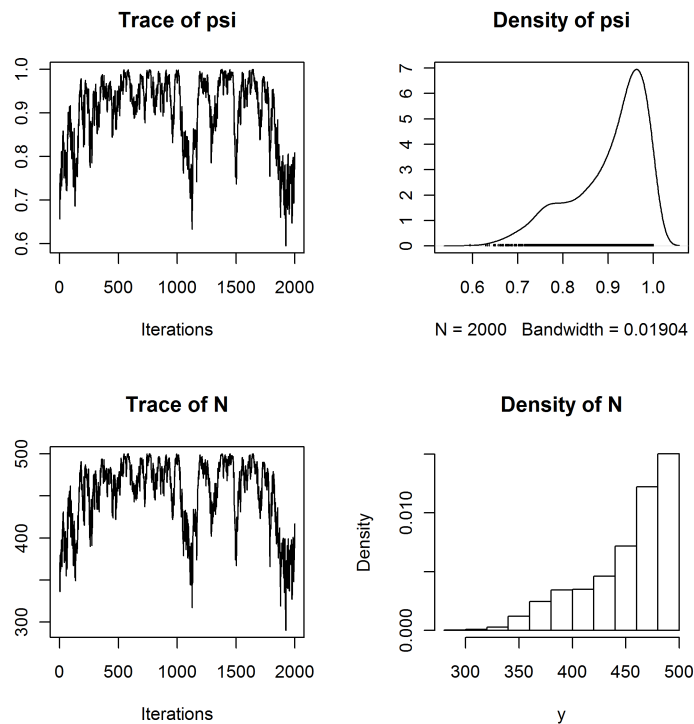 Trace of psi
1.0
0.9
0.8
0.7
0.6
0 500 1000 1500 2000
Iterations
Density of psi
7
6
5
4
3
2
1
0
0.6 0.7 0.8 0.9 1.0
N = 2000 Bandwidth = 0.01904
Trace of N
500
400
300
0 500 1000 1500 2000
Iterations
Density of N
Density
0.010
0.000
300 350 400 450 500
y